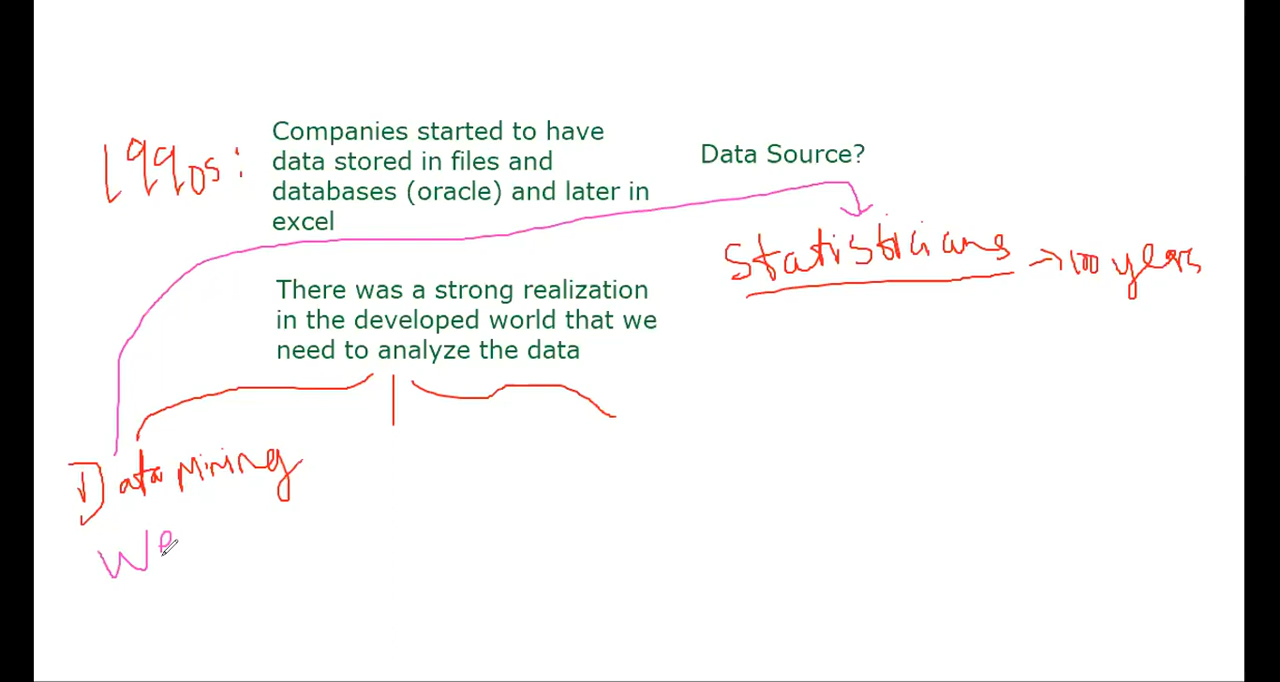 1990s:
Companies started to have
data stored in files and
databases (oracle) and later in
excel
Data Source?
Statisticians → 100 years
There was a strong realization
in the developed world that we
need to analyze the data
Data Mining
We